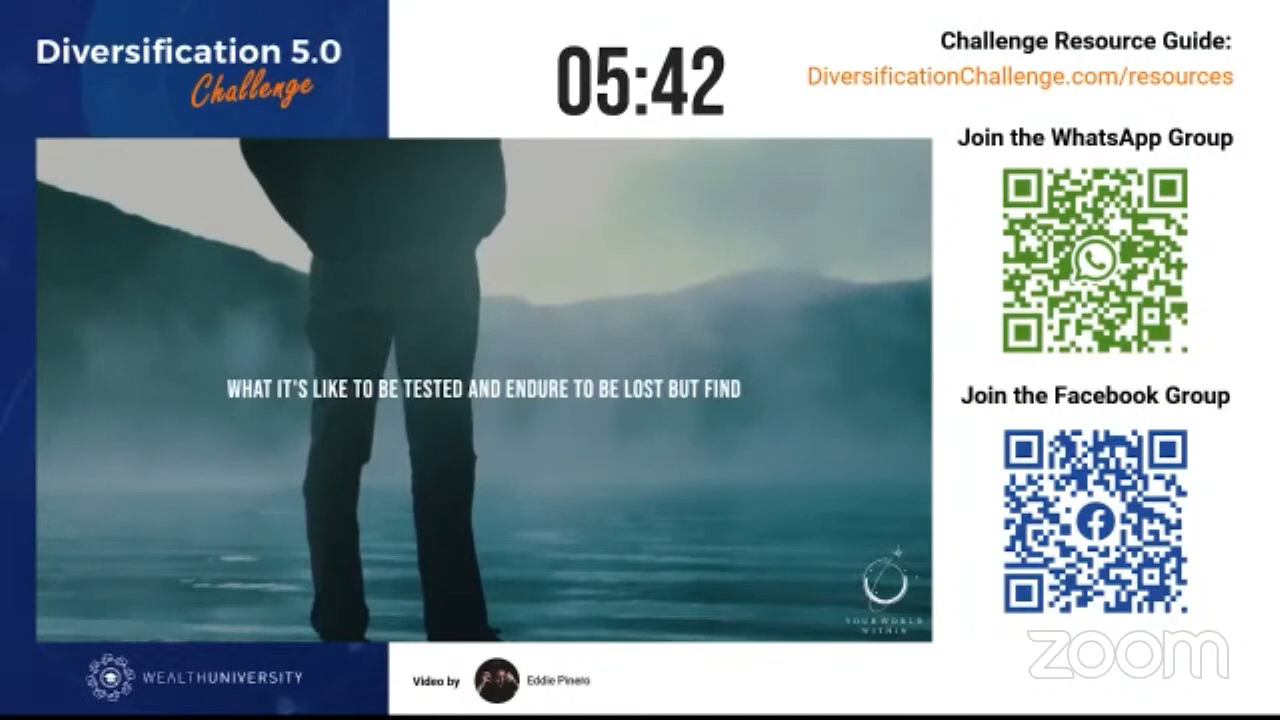 Diversification 5.0
Challenge
05:42
Challenge Resource Guide:
DiversificationChallenge.com/resources
Join the WhatsApp Group
WHAT IT'S LIKE TO BE TESTED AND ENDURE TO BE LOST BUT FIND
Join the Facebook Group
YOUR WORLD
WITHIN
WEALTHUNIVERSITY
Video by
Eddie Pinero
zoom